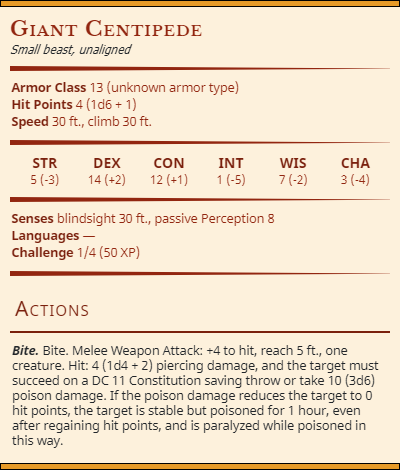 Giant Centipede
Small beast, unaligned
Armor Class 13 (unknown armor type)
Hit Points 4 (1d6 + 1)
Speed 30 ft., climb 30 ft.
STR DEX CON INT WIS CHA
5 (-3) 14 (+2) 12 (+1) 1 (-5) 7 (-2) 3 (-4)
Senses blindsight 30 ft., passive Perception 8
Languages —
Challenge 1/4 (50 XP)
Actions
Bite. Bite. Melee Weapon Attack: +4 to hit, reach 5 ft., one
creature. Hit: 4 (1d4 + 2) piercing damage, and the target must
succeed on a DC 11 Constitution saving throw or take 10 (3d6)
poison damage. If the poison damage reduces the target to 0
hit points, the target is stable but poisoned for 1 hour, even
after regaining hit points, and is paralyzed while poisoned in
this way.